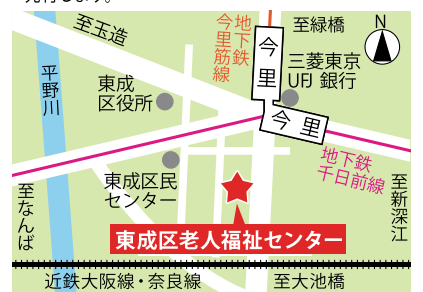 至玉造
地下鉄
今里筋線
至緑橋
N
今里
三菱東京
UFJ 銀行
平野川
東成
区役所
今里
地下鉄
千日前線
東成区民
センター
至なんば
至新深江
東成区老人福祉センター
近鉄大阪線・奈良線
至大池橋